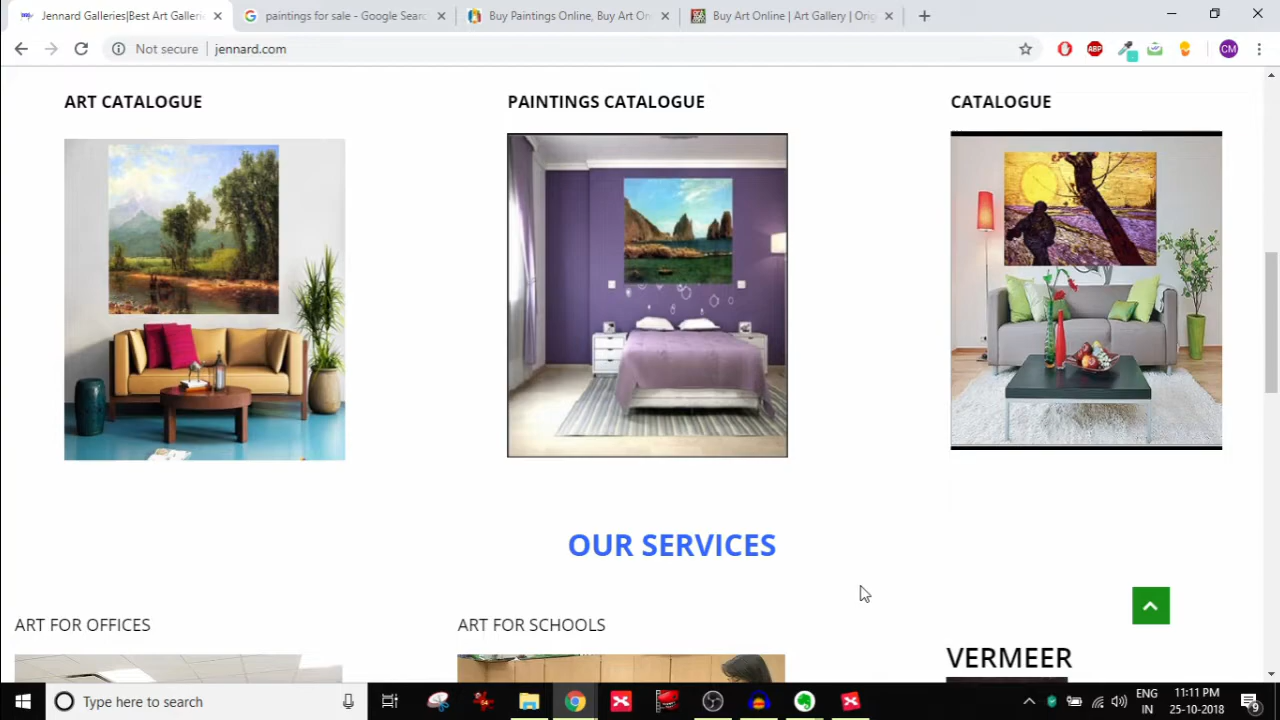 Jennard Galleries|Best Art Gallerie
paintings for sale - Google Searc
Buy Paintings Online, Buy Art On
Buy Art Online | Art Gallery | Orig
Not secure
jennard.com
ABP
CM
ART CATALOGUE
PAINTINGS CATALOGUE
CATALOGUE
OUR SERVICES
ART FOR OFFICES
ART FOR SCHOOLS
VERMEER
Type here to search
ENG
IN
11:11 PM
25-10-2018
9